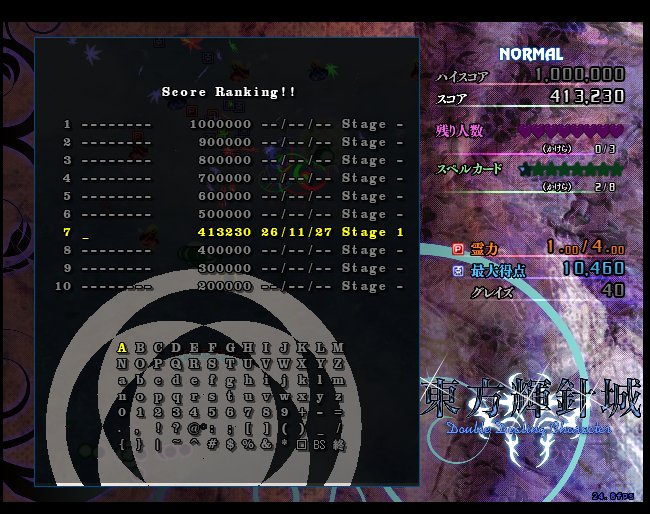 Score Ranking!!
1 -------- 1000000 --/--/-- Stage -
2 -------- 900000 --/--/-- Stage -
3 -------- 800000 --/--/-- Stage -
4 -------- 700000 --/--/-- Stage -
5 -------- 600000 --/--/-- Stage -
6 -------- 500000 --/--/-- Stage -
7 _ 413230 26/11/27 Stage 1
8 -------- 400000 --/--/-- Stage -
9 -------- 300000 --/--/-- Stage -
10 -------- 200000 --/--/-- Stage -
A B C D E F G H I J K L M
N O P Q R S T U V W X Y Z
a b c d e f g h i j k l m
n o p q r s t u v w x y z
0 1 2 3 4 5 6 7 8 9 + - =
. , ! ? @ : ; [ ] ( ) _ /
{ } | ~ ^ # $ % & * □ BS 終
NORMAL
ハイスコア 1,000,000
スコア 413,230
残り人数
(かけら) 0/3
スペルカード
(かけら) 2/8
P 霊力 1.00/4.00
最大得点 10,460
グレイズ 40
東方輝針城
Double Dealing Character
24.8fps